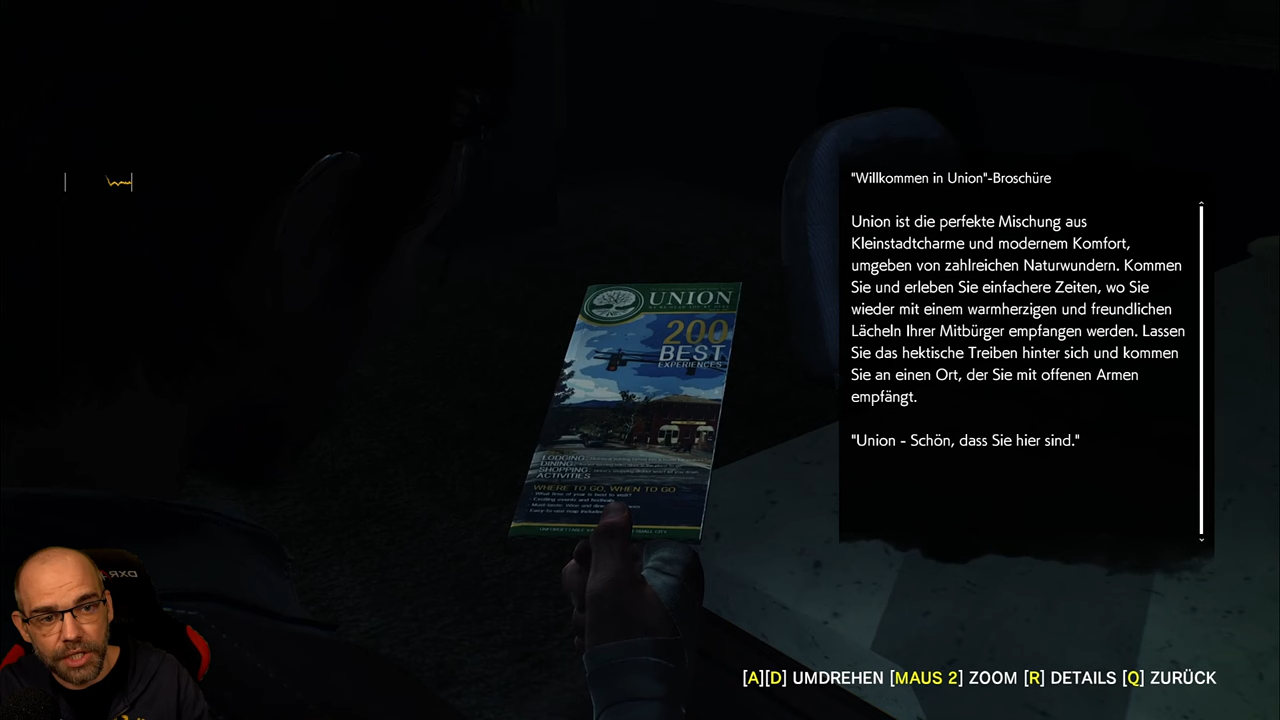 "Willkommen in Union"-Broschüre
Union ist die perfekte Mischung aus
Kleinstadtcharme und modernem Komfort,
umgeben von zahlreichen Naturwundern. Kommen
Sie und erleben Sie einfachere Zeiten, wo Sie
wieder mit einem warmherzigen und freundlichen
Lächeln Ihrer Mitbürger empfangen werden. Lassen
Sie das hektische Treiben hinter sich und kommen
Sie an einen Ort, der Sie mit offenen Armen
empfängt.
"Union - Schön, dass Sie hier sind."
UNION
200
BEST
EXPERIENCES
LODGING
DINING
SHOPPING
ACTIVITIES
WHERE TO GO, WHEN TO GO
DXR
[A][D] UMDREHEN [MAUS 2] ZOOM [R] DETAILS [Q] ZURÜCK